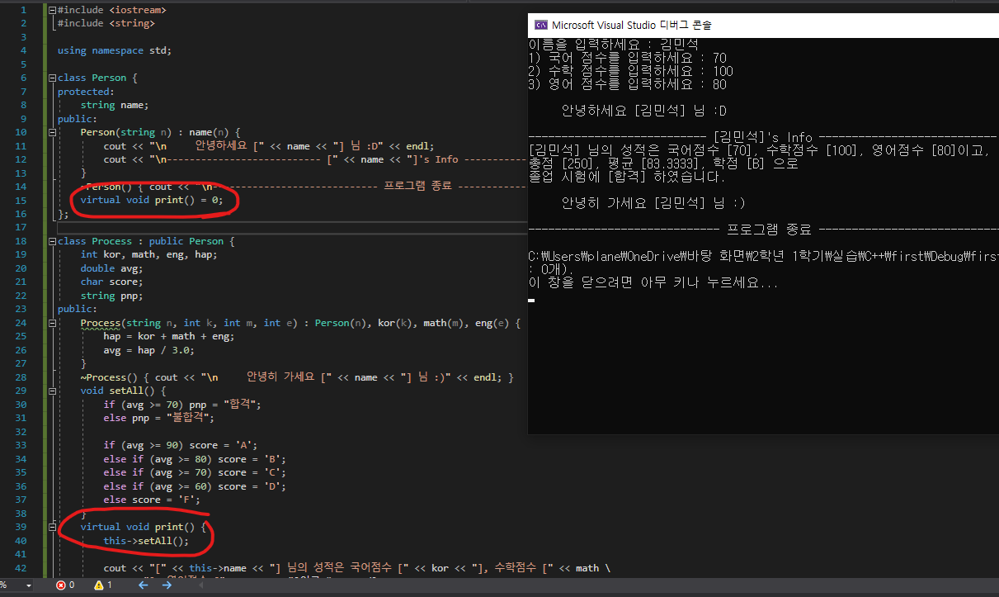 1 #include <iostream>
2 #include <string>
3
4 using namespace std;
5
6 class Person {
7 protected:
8 string name;
9 public:
10 Person(string n) : name(n) {
11 cout << "\n 안녕하세요 [" << name << "] 님 :D" << endl;
12 cout << "\n--------------------------- [" << name << "]'s Info -----------
13 }
14 ~Person() { cout << "\n----------------------------- 프로그램 종료 ------------
15 virtual void print() = 0;
16 };
17
18 class Process : public Person {
19 int kor, math, eng, hap;
20 double avg;
21 char score;
22 string pnp;
23 public:
24 Process(string n, int k, int m, int e) : Person(n), kor(k), math(m), eng(e) {
25 hap = kor + math + eng;
26 avg = hap / 3.0;
27 }
28 ~Process() { cout << "\n 안녕히 가세요 [" << name << "] 님 :)" << endl; }
29 void setAll() {
30 if (avg >= 70) pnp = "합격";
31 else pnp = "불합격";
32
33 if (avg >= 90) score = 'A';
34 else if (avg >= 80) score = 'B';
35 else if (avg >= 70) score = 'C';
36 else if (avg >= 60) score = 'D';
37 else score = 'F';
38 }
39 virtual void print() {
40 this->setAll();
41
42 cout << "[" << this->name << "] 님의 성적은 국어점수 [" << kor << "], 수학점수 [" << math \
% 0 1
Microsoft Visual Studio 디버그 콘솔
이름을 입력하세요 : 김민석
1) 국어 점수를 입력하세요 : 70
2) 수학 점수를 입력하세요 : 100
3) 영어 점수를 입력하세요 : 80
안녕하세요 [김민석] 님 :D
--------------------------- [김민석]'s Info ---------------------------
[김민석] 님의 성적은 국어점수 [70], 수학점수 [100], 영어점수 [80]이고,
총점 [250], 평균 [83.3333], 학점 [B] 으로
졸업 시험에 [합격] 하였습니다.
안녕히 가세요 [김민석] 님 :)
----------------------------- 프로그램 종료 ---------------------------
C:₩Users₩plane₩OneDrive₩바탕 화면₩2학년 1학기₩실습₩C++₩first₩Debug₩first
: 0개).
이 창을 닫으려면 아무 키나 누르세요...